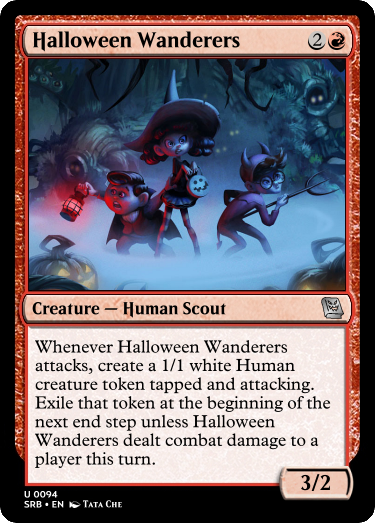 Halloween Wanderers 2
Creature — Human Scout
Whenever Halloween Wanderers
attacks, create a 1/1 white Human
creature token tapped and attacking.
Exile that token at the beginning of the
next end step unless Halloween
Wanderers dealt combat damage to a
player this turn.
3/2
U 0094
SRB • EN Tata Che